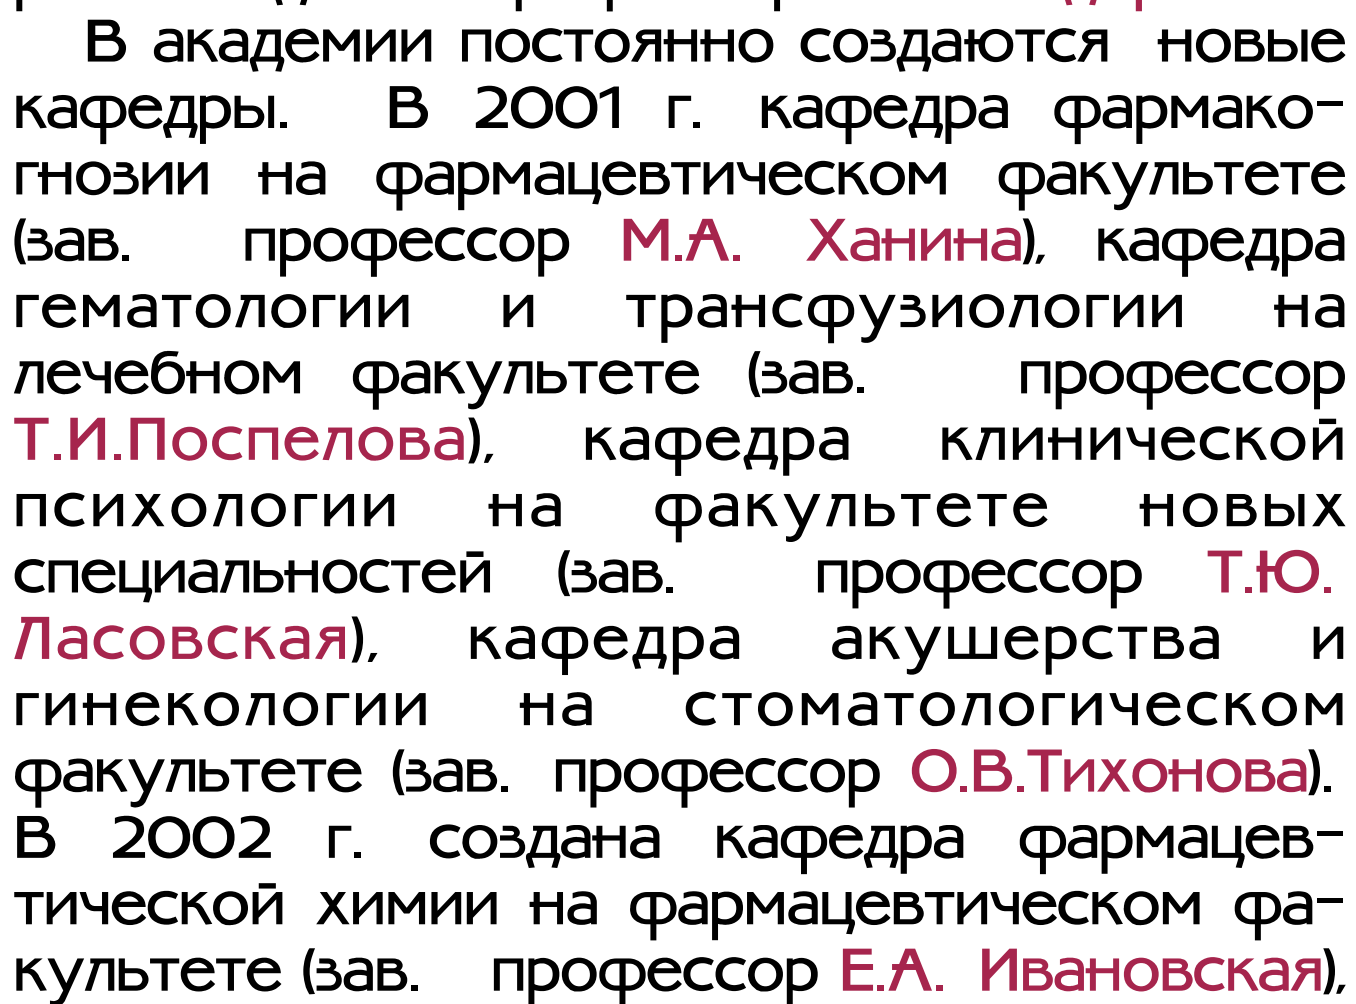 В академии постоянно создаются новые
кафедры. В 2001 г. кафедра фармако-
гнозии на фармацевтическом факультете
(зав. профессор М.А. Ханина), кафедра
гематологии и трансфузиологии на
лечебном факультете (зав. профессор
Т.И.Поспелова), кафедра клинической
психологии на факультете новых
специальностей (зав. профессор Т.Ю.
Ласовская), кафедра акушерства и
гинекологии на стоматологическом
факультете (зав. профессор О.В.Тихонова).
В 2002 г. создана кафедра фармацев-
тической химии на фармацевтическом фа-
культете (зав. профессор Е.А. Ивановская),